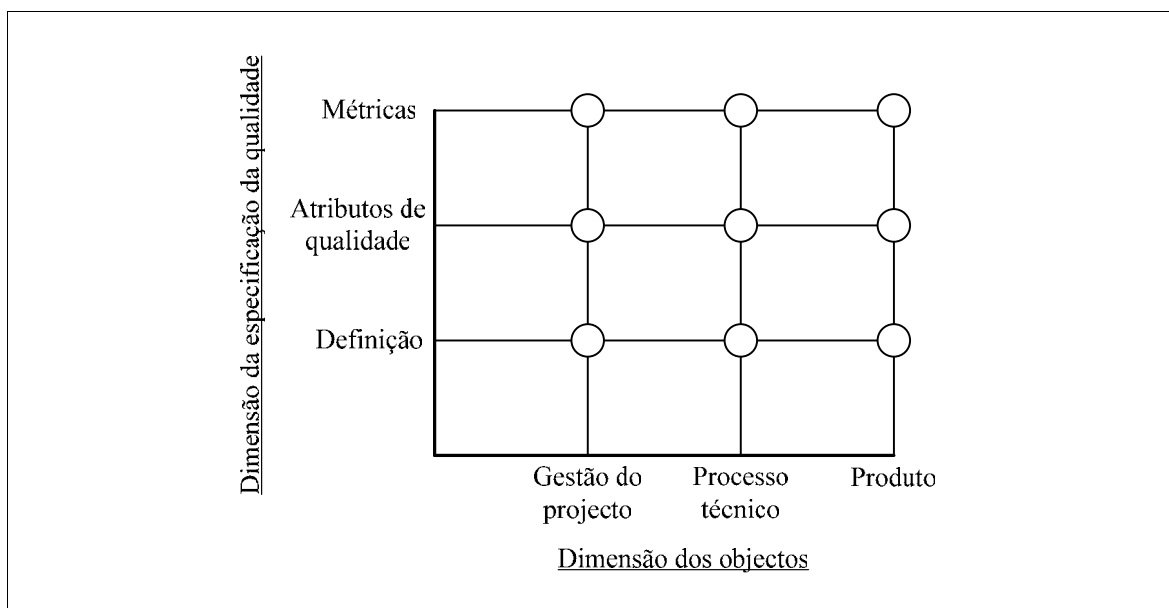 Dimensão da especificação da qualidade
Métricas
Atributos de
qualidade
Definição
Gestão do
projecto
Processo
técnico
Produto
Dimensão dos objectos